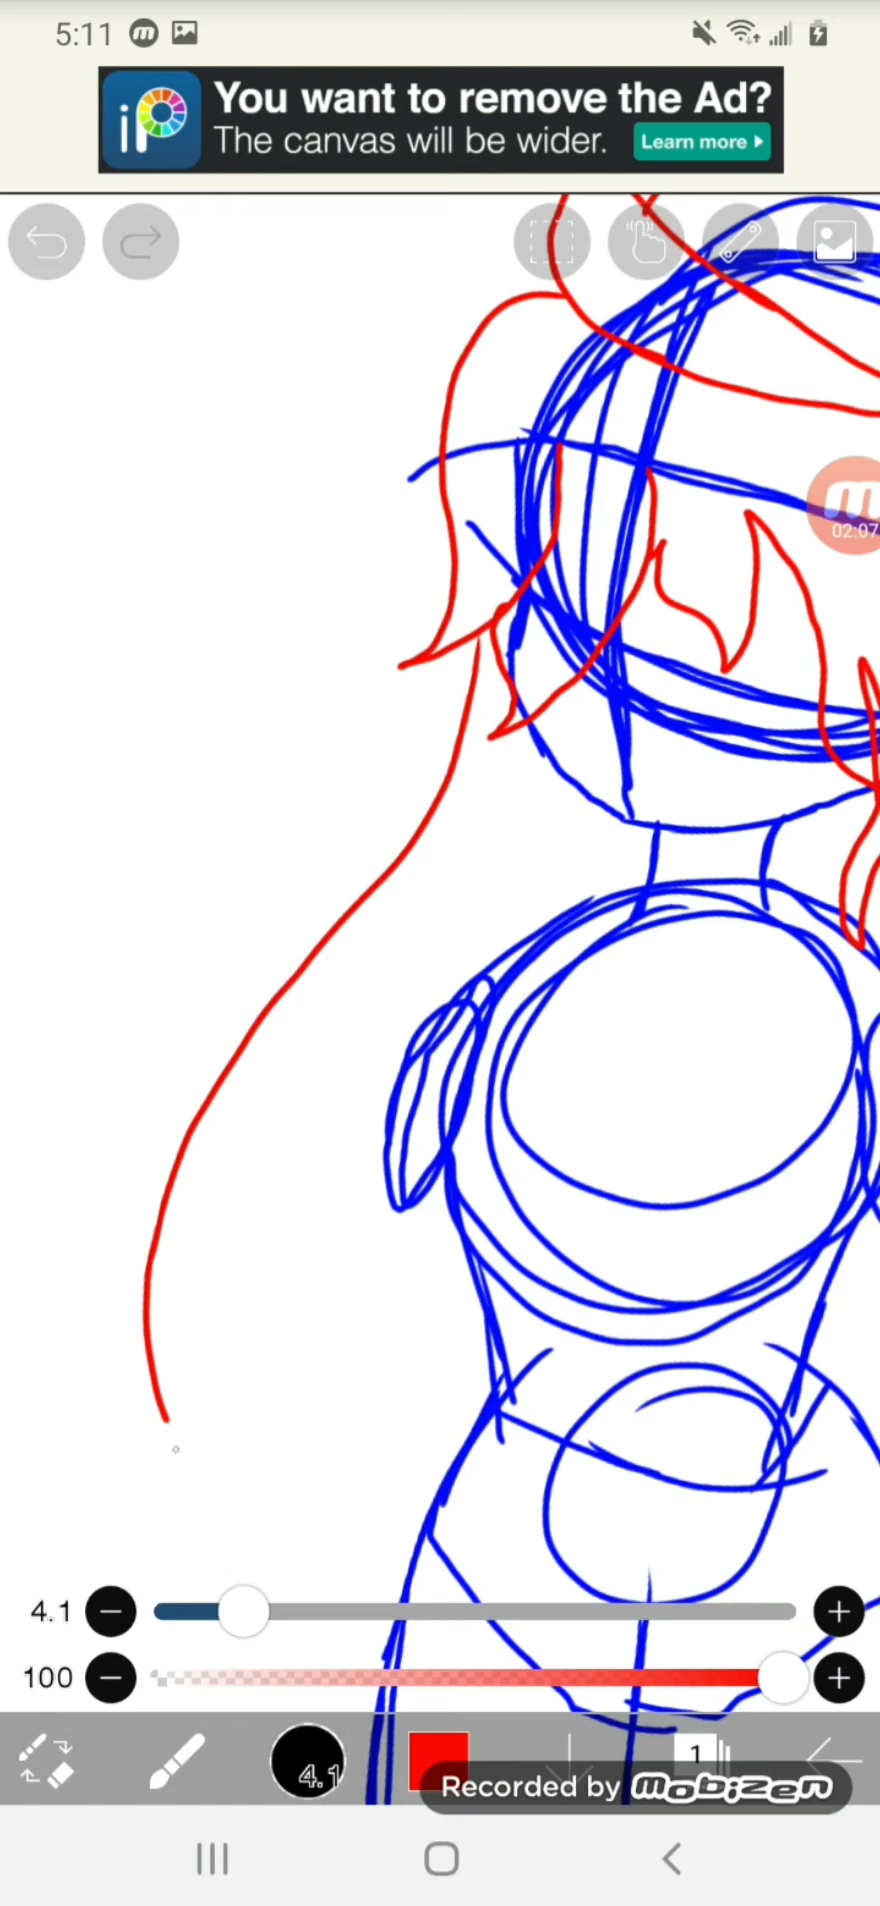 5:11 m
iP
You want to remove the Ad?
The canvas will be wider.
Learn more
m
02:07
4.1
100
4.1
1
Recorded by mobizen